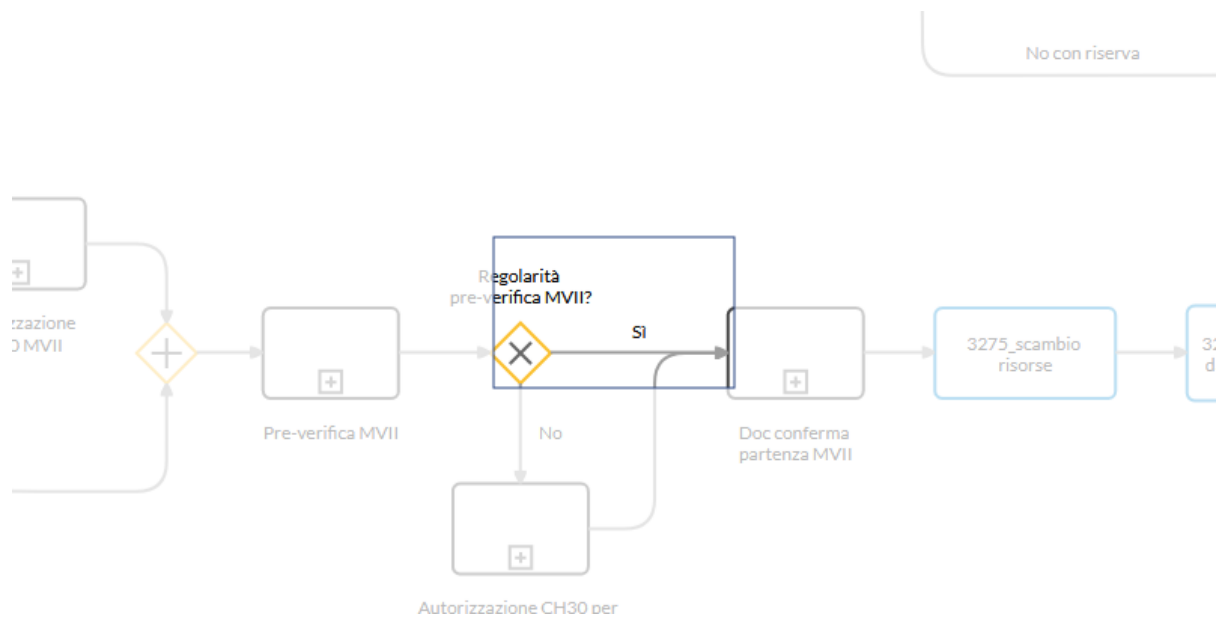 No con riserva
Regolarità
pre-verifica MVII?
zzazione
0 MVII
Sì
3275_scambio
risorse
Pre-verifica MVII
No
Doc conferma
partenza MVII
Autorizzazione CH30 per